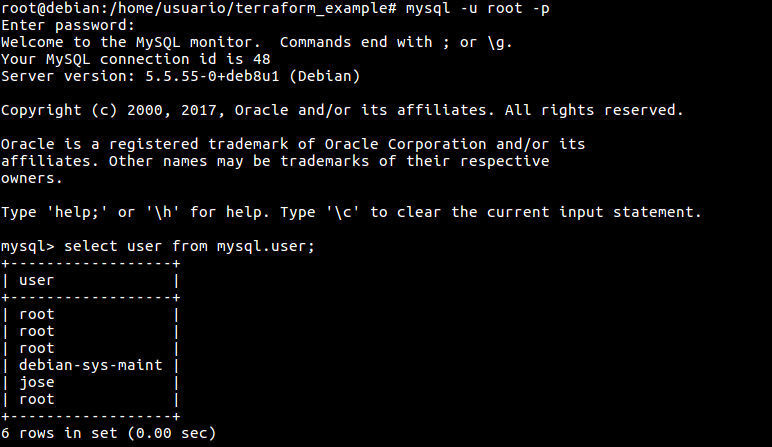 root@debian:/home/usuario/terraform_example# mysql -u root -p
Enter password:
Welcome to the MySQL monitor.  Commands end with ; or \g.
Your MySQL connection id is 48
Server version: 5.5.55-0+deb8u1 (Debian)

Copyright (c) 2000, 2017, Oracle and/or its affiliates. All rights reserved.

Oracle is a registered trademark of Oracle Corporation and/or its
affiliates. Other names may be trademarks of their respective
owners.

Type 'help;' or '\h' for help. Type '\c' to clear the current input statement.

mysql> select user from mysql.user;
+------------------+
| user             |
+------------------+
| root             |
| root             |
| root             |
| debian-sys-maint |
| jose             |
| root             |
+------------------+
6 rows in set (0.00 sec)